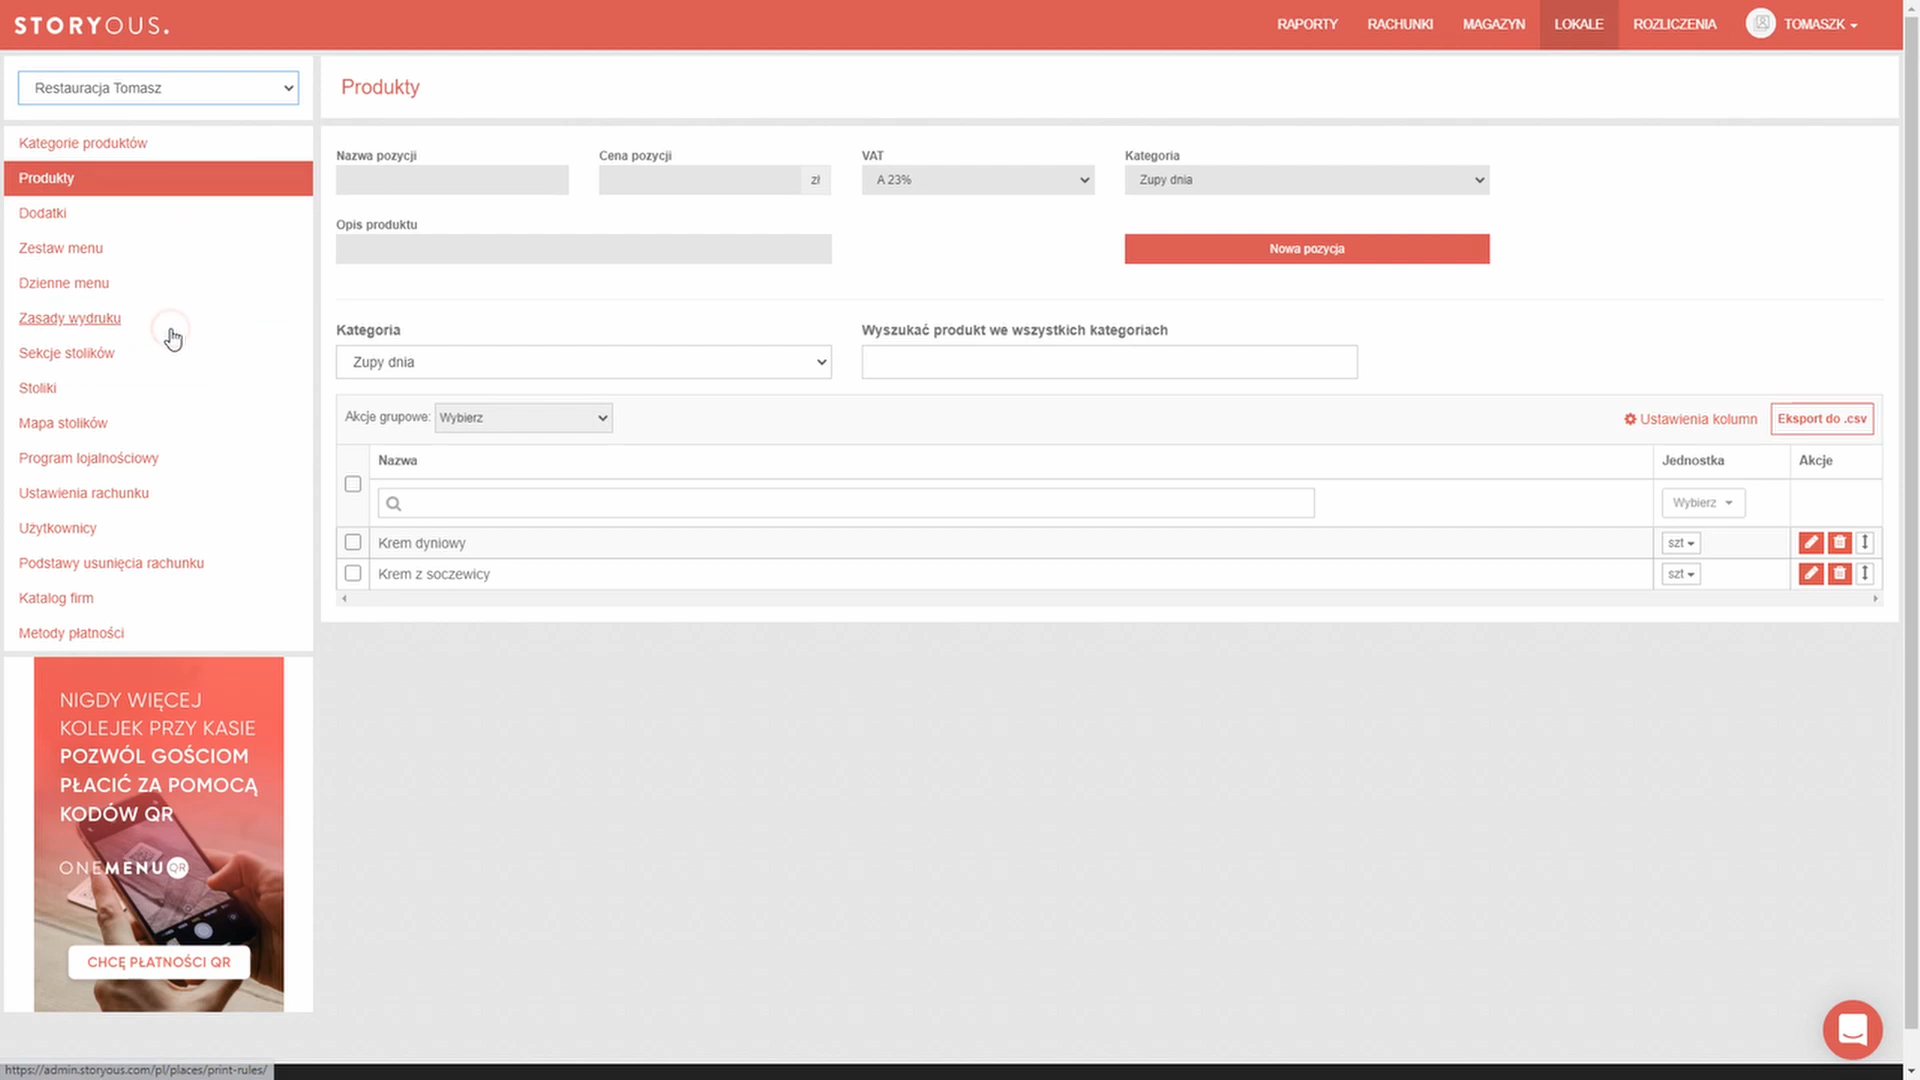 STORYOUS.
RAPORTY
RACHUNKI
MAGAZYN
LOKALE
ROZLICZENIA
TOMASZK
Restauracja Tomasz
Kategorie produktów
Produkty
Dodatki
Zestaw menu
Dzienne menu
Zasady wydruku
Sekcje stolików
Stoliki
Mapa stolików
Program lojalnościowy
Ustawienia rachunku
Użytkownicy
Podstawy usunięcia rachunku
Katalog firm
Metody płatności
NIGDY WIĘCEJ
KOLEJEK PRZY KASIE
POZWÓL GOŚCIOM
PŁACIĆ ZA POMOCĄ
KODÓW QR
ONEMENU QR
CHCĘ PŁATNOŚCI QR
Produkty
Nazwa pozycji
Cena pozycji
VAT
Kategoria
zł
A 23%
Zupy dnia
Opis produktu
Nowa pozycja
Kategoria
Wyszukać produkt we wszystkich kategoriach
Zupy dnia
Akcje grupowe:
Wybierz
Ustawienia kolumn
Eksport do .csv
Nazwa
Jednostka
Akcje
Wybierz
Krem dyniowy
szt
Krem z soczewicy
szt
https://admin.storyous.com/pl/places/print-rules/